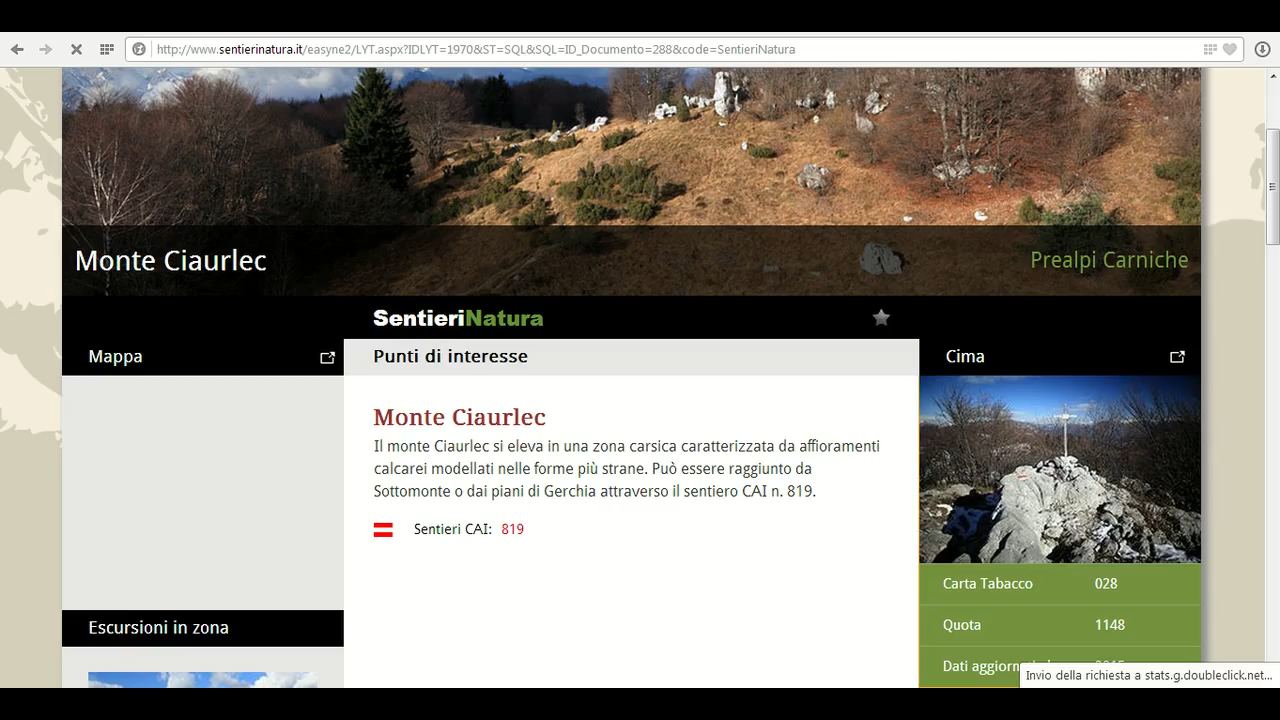 http://www.sentierinatura.it/easyne2/LYT.aspx?IDLYT=1970&ST=SQL&SQL=ID_Documento=288&code=SentieriNatura
Monte Ciaurlec
Prealpi Carniche
SentieriNatura
Mappa
Punti di interesse
Cima
Monte Ciaurlec
Il monte Ciaurlec si eleva in una zona carsica caratterizzata da affioramenti
calcarei modellati nelle forme più strane. Può essere raggiunto da
Sottomonte o dai piani di Gerchia attraverso il sentiero CAI n. 819.
Sentieri CAI: 819
Carta Tabacco 028
Quota 1148
Escursioni in zona
Dati
Invio della richiesta a stats.g.doubleclick.net...